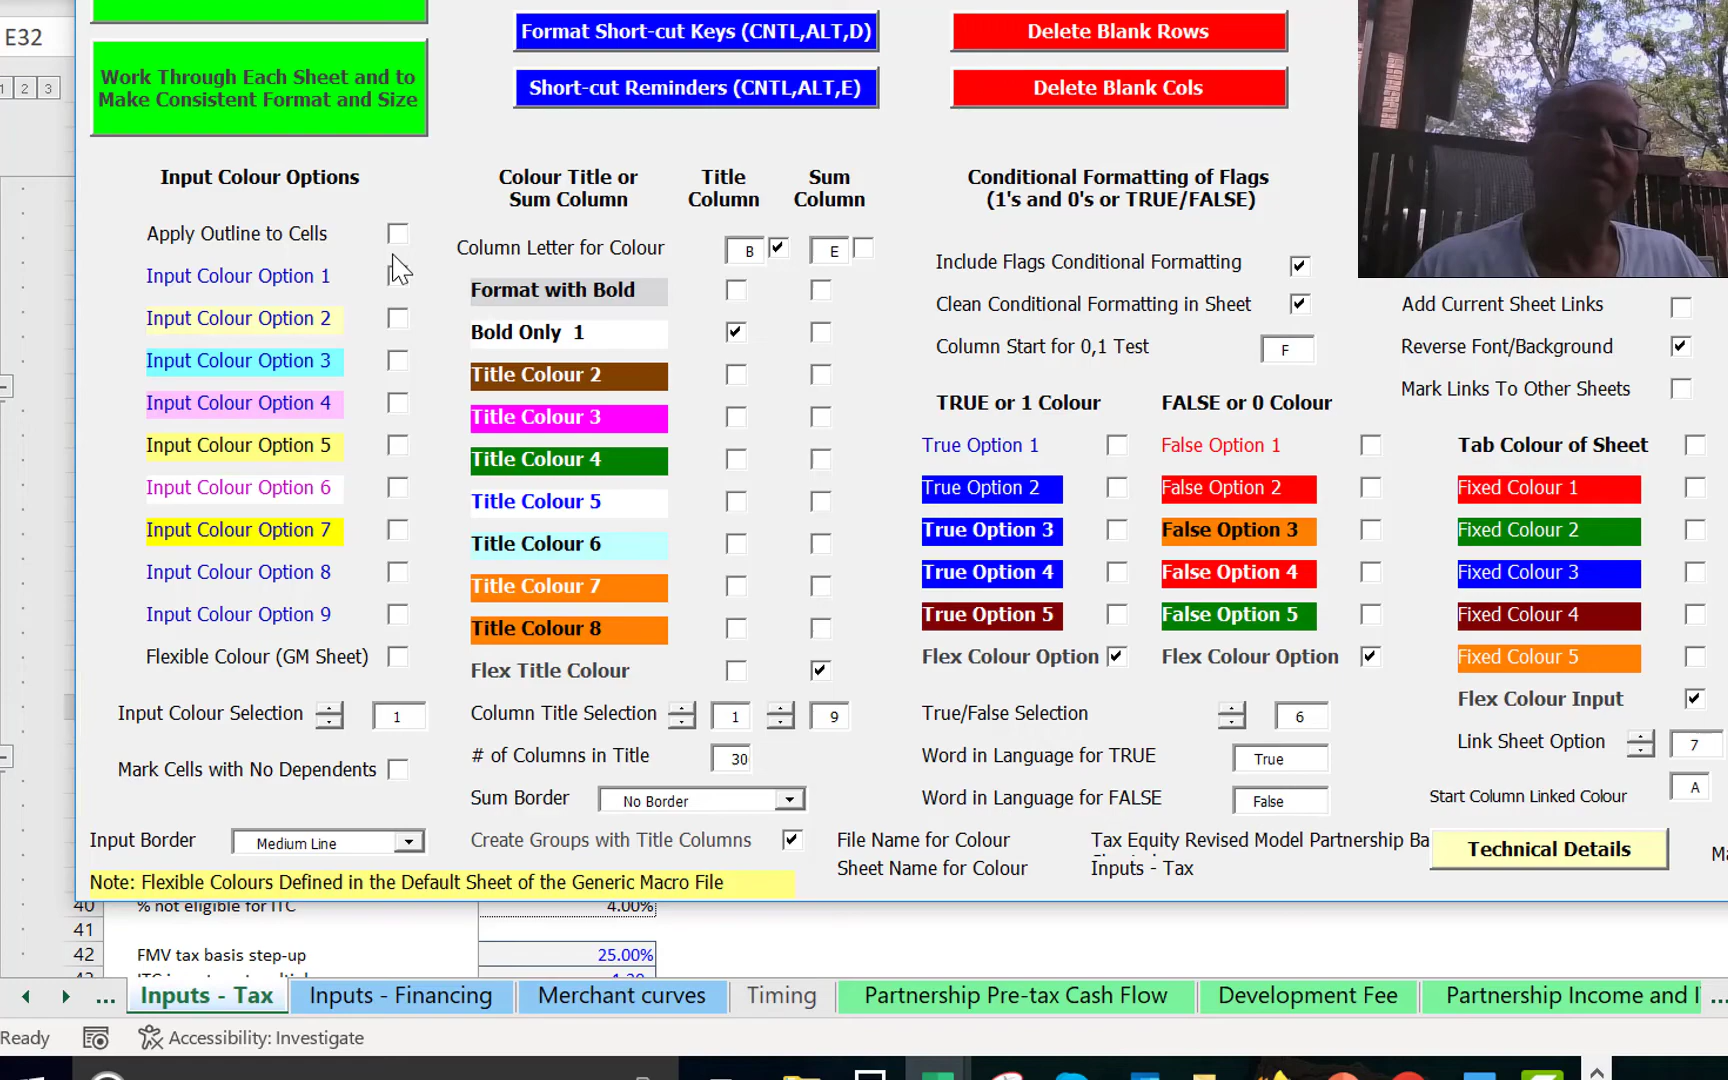 E32
1 2 3
Work Through Each Sheet and to
Make Consistent Format and Size
Format Short-cut Keys (CNTL,ALT,D)
Short-cut Reminders (CNTL,ALT,E)
Delete Blank Rows
Delete Blank Cols
Input Colour Options
Apply Outline to Cells
Input Colour Option 1
Input Colour Option 2
Input Colour Option 3
Input Colour Option 4
Input Colour Option 5
Input Colour Option 6
Input Colour Option 7
Input Colour Option 8
Input Colour Option 9
Flexible Colour (GM Sheet)
Input Colour Selection 1
Mark Cells with No Dependents
Input Border Medium Line
Note: Flexible Colours Defined in the Default Sheet of the Generic Macro File
Colour Title or
Sum Column
Title
Column
Sum
Column
Column Letter for Colour B E
Format with Bold
Bold Only 1
Title Colour 2
Title Colour 3
Title Colour 4
Title Colour 5
Title Colour 6
Title Colour 7
Title Colour 8
Flex Title Colour
Column Title Selection 1 9
# of Columns in Title 30
Sum Border No Border
Create Groups with Title Columns
Conditional Formatting of Flags
(1's and 0's or TRUE/FALSE)
Include Flags Conditional Formatting
Clean Conditional Formatting in Sheet
Column Start for 0,1 Test F
TRUE or 1 Colour
True Option 1
True Option 2
True Option 3
True Option 4
True Option 5
Flex Colour Option
FALSE or 0 Colour
False Option 1
False Option 2
False Option 3
False Option 4
False Option 5
Flex Colour Option
True/False Selection 6
Word in Language for TRUE True
Word in Language for FALSE False
File Name for Colour Tax Equity Revised Model Partnership Ba
Sheet Name for Colour Inputs - Tax
Add Current Sheet Links
Reverse Font/Background
Mark Links To Other Sheets
Tab Colour of Sheet
Fixed Colour 1
Fixed Colour 2
Fixed Colour 3
Fixed Colour 4
Fixed Colour 5
Flex Colour Input
Link Sheet Option 7
Start Column Linked Colour A
Technical Details
Ma
40 % not eligible for ITC 4.00%
41
42 FMV tax basis step-up 25.00%
... Inputs - Tax Inputs - Financing Merchant curves Timing Partnership Pre-tax Cash Flow Development Fee Partnership Income and I ...
Ready Accessibility: Investigate